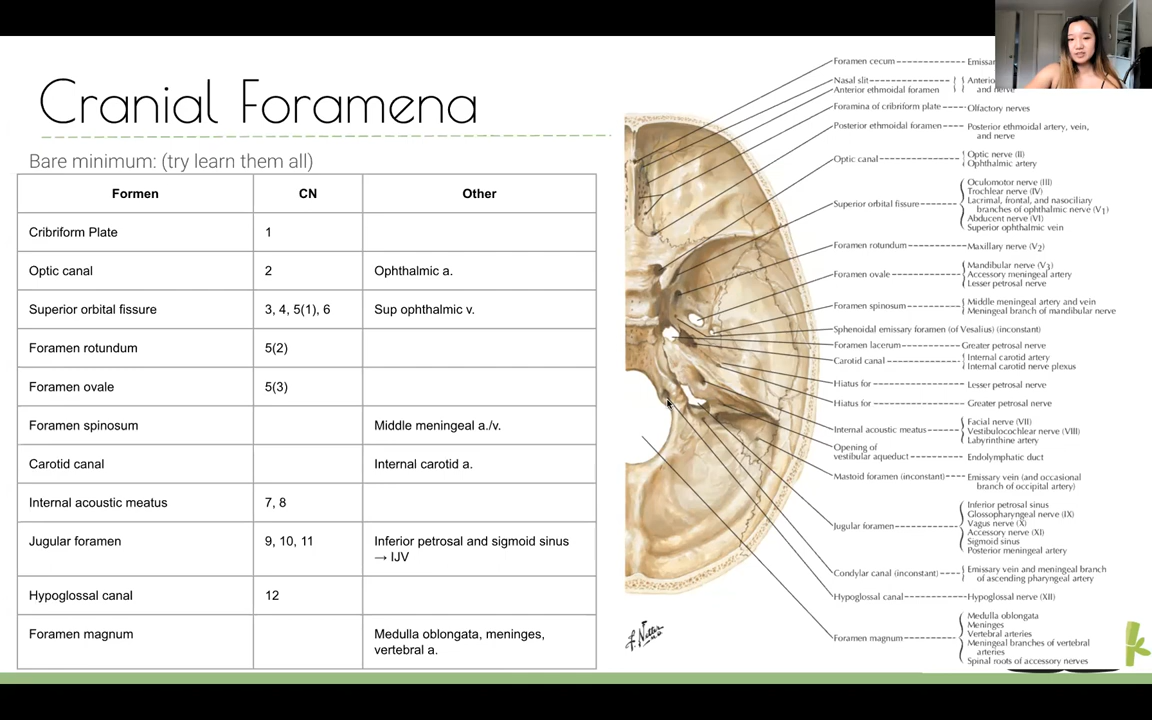 Cranial Foramena
Bare minimum: (try learn them all)
Formen CN Other
Cribriform Plate 1
Optic canal 2 Ophthalmic a.
Superior orbital fissure 3, 4, 5(1), 6 Sup ophthalmic v.
Foramen rotundum 5(2)
Foramen ovale 5(3)
Foramen spinosum Middle meningeal a./v.
Carotid canal Internal carotid a.
Internal acoustic meatus 7, 8
Jugular foramen 9, 10, 11 Inferior petrosal and sigmoid sinus
→ IJV
Hypoglossal canal 12
Foramen magnum Medulla oblongata, meninges,
vertebral a.
Foramen cecum
Nasal slit
Anterior ethmoidal foramen
and nerve
Foramina of cribriform plate Olfactory nerves
Posterior ethmoidal foramen Posterior ethmoidal artery, vein,
and nerve
Optic canal Optic nerve (II)
Ophthalmic artery
Superior orbital fissure Oculomotor nerve (III)
Trochlear nerve (IV)
Lacrimal, frontal, and nasociliary
branches of ophthalmic nerve (V1)
Abducent nerve (VI)
Superior ophthalmic vein
Foramen rotundum Maxillary nerve (V2)
Foramen ovale Mandibular nerve (V3)
Accessory meningeal artery
Lesser petrosal nerve
Foramen spinosum Middle meningeal artery and vein
Meningeal branch of mandibular nerve
Sphenoidal emissary foramen (of Vesalius) (inconstant)
Foramen lacerum Greater petrosal nerve
Carotid canal Internal carotid artery
Internal carotid nerve plexus
Hiatus for Lesser petrosal nerve
Hiatus for Greater petrosal nerve
Internal acoustic meatus Facial nerve (VII)
Vestibulocochlear nerve (VIII)
Labyrinthine artery
Opening of
vestibular aqueduct Endolymphatic duct
Mastoid foramen (inconstant) Emissary vein (and occasional
branch of occipital artery)
Jugular foramen Inferior petrosal sinus
Glossopharyngeal nerve (IX)
Vagus nerve (X)
Accessory nerve (XI)
Sigmoid sinus
Posterior meningeal artery
Condylar canal (inconstant) Emissary vein and meningeal branch
of ascending pharyngeal artery
Hypoglossal canal Hypoglossal nerve (XII)
Foramen magnum Medulla oblongata
Meninges
Vertebral arteries
Meningeal branches of vertebral
arteries
Spinal roots of accessory nerves
F. Netter